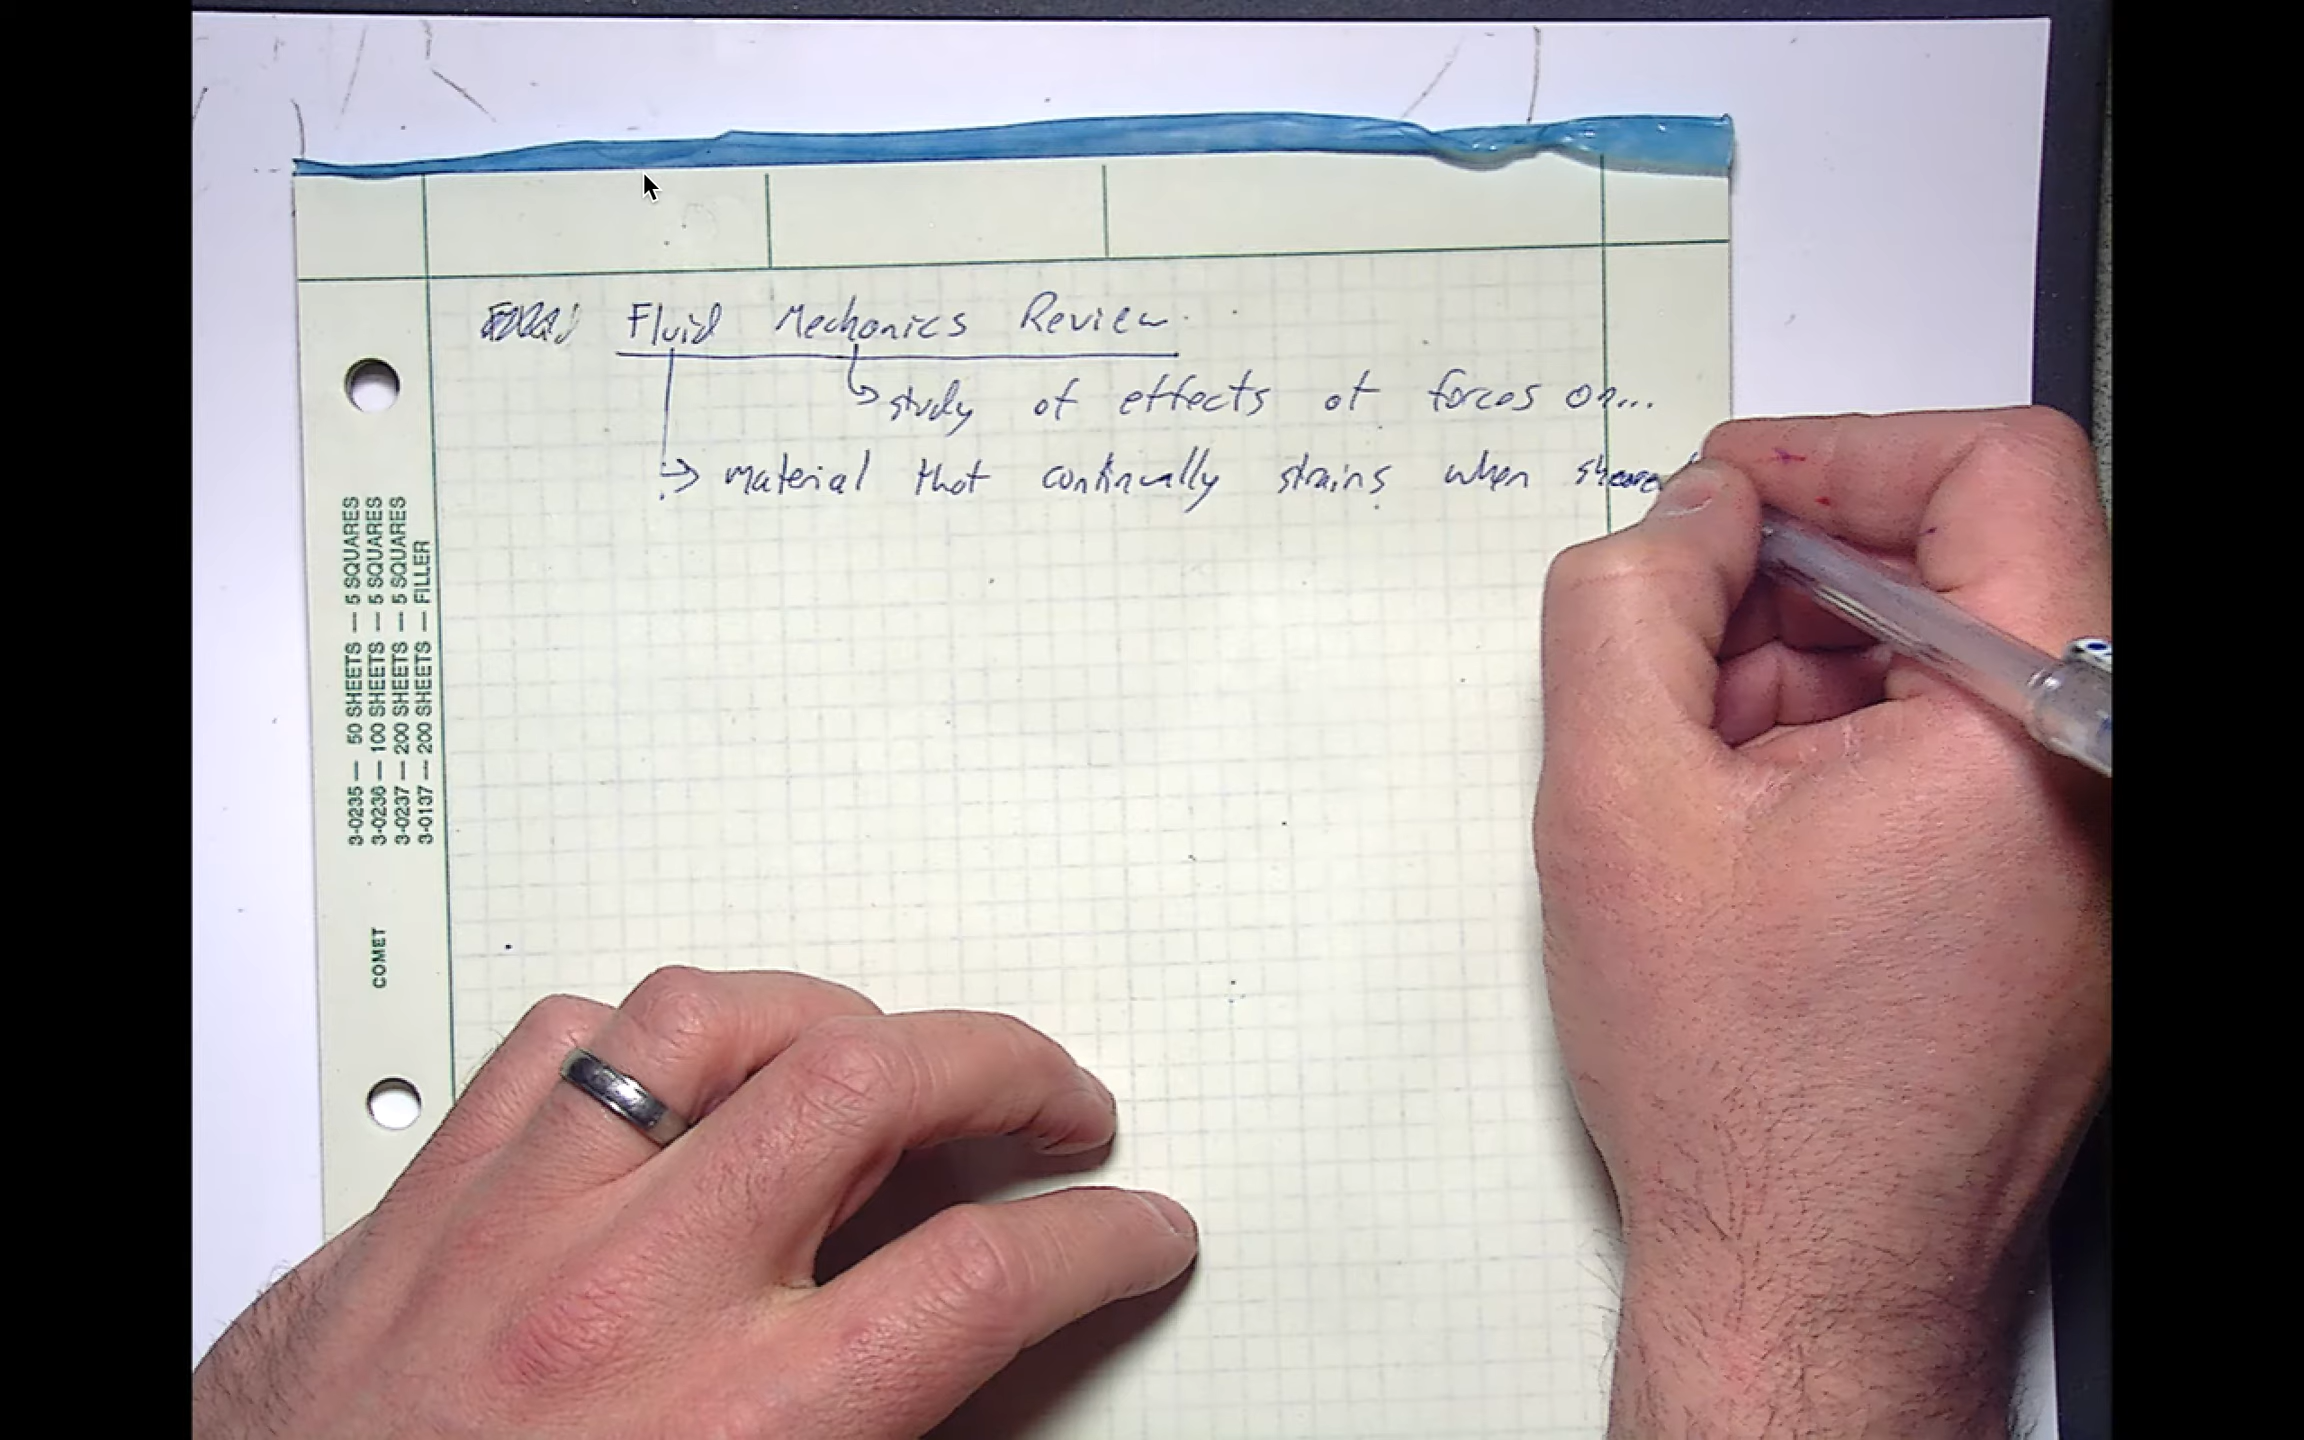 Fluid Mechanics Review
study of effects of forces on...
material that continually strains when sheared
3-0235 — 50 SHEETS — 5 SQUARES
3-0236 — 100 SHEETS — 5 SQUARES
3-0237 — 200 SHEETS — 5 SQUARES
3-0137 — 200 SHEETS — FILLER
COMET